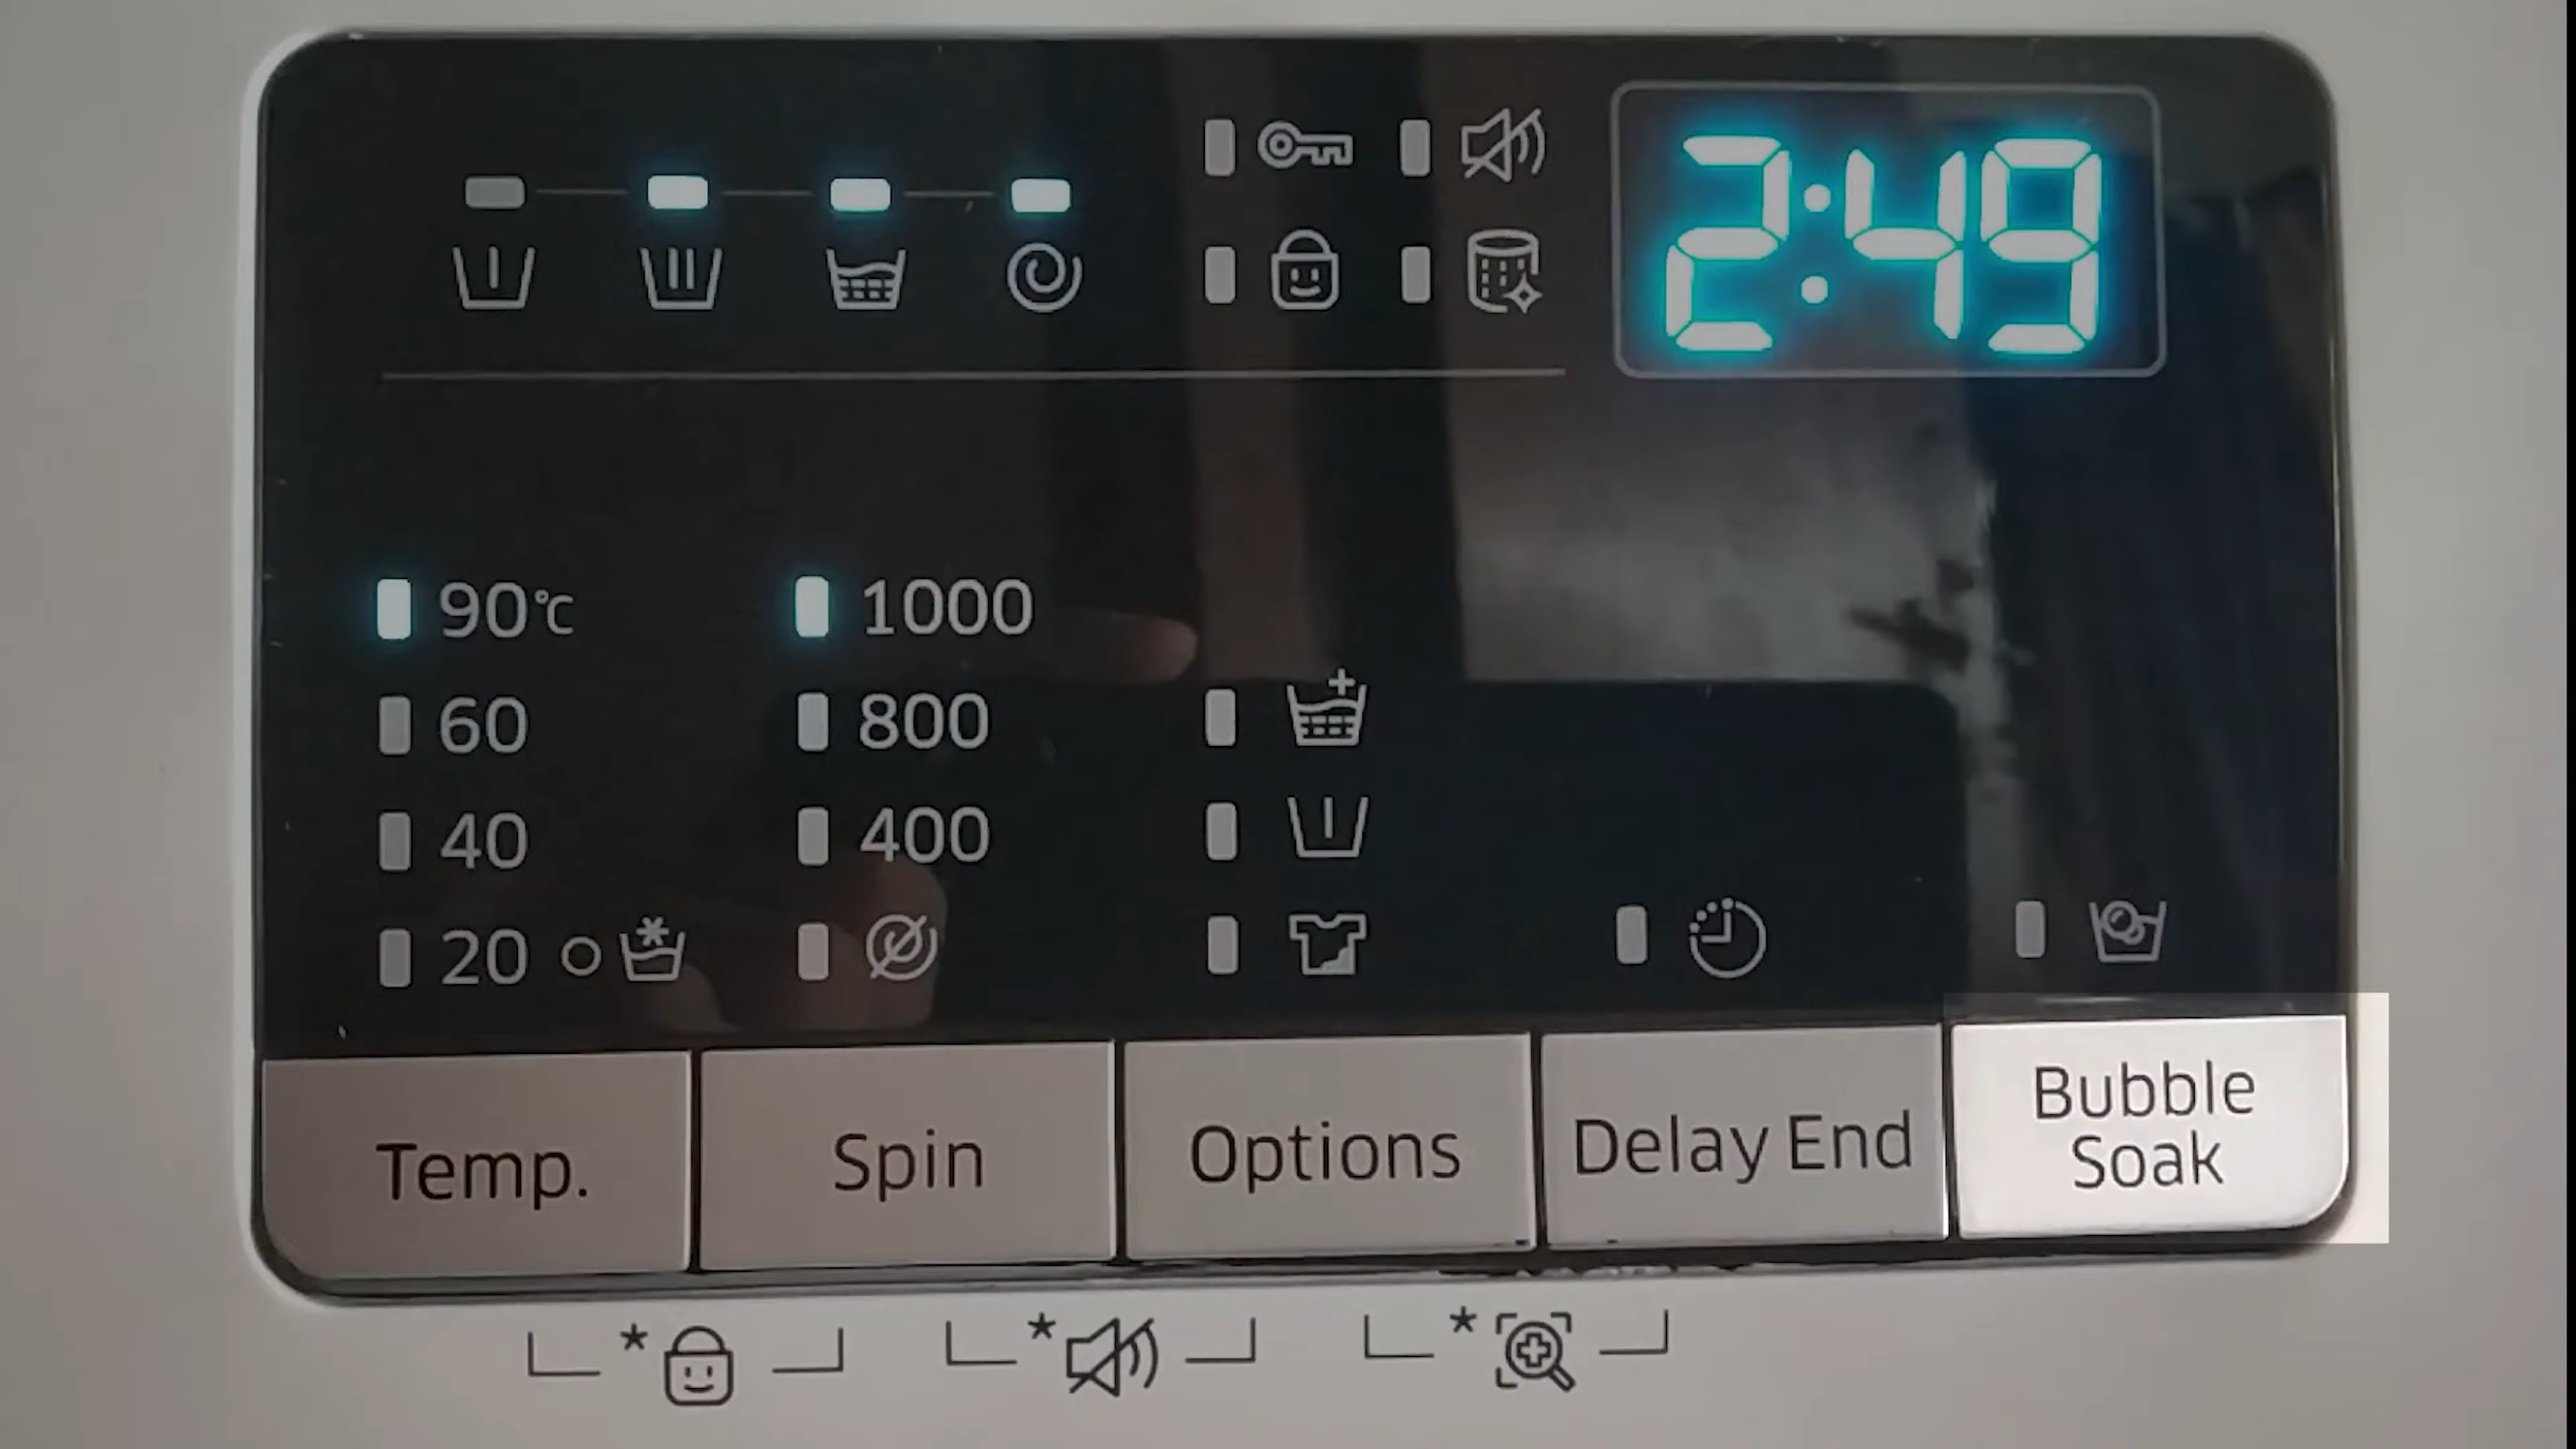 2:49
90°C
60
40
20
1000
800
400
Temp.
Spin
Options
Delay End
Bubble
Soak
*
*
*